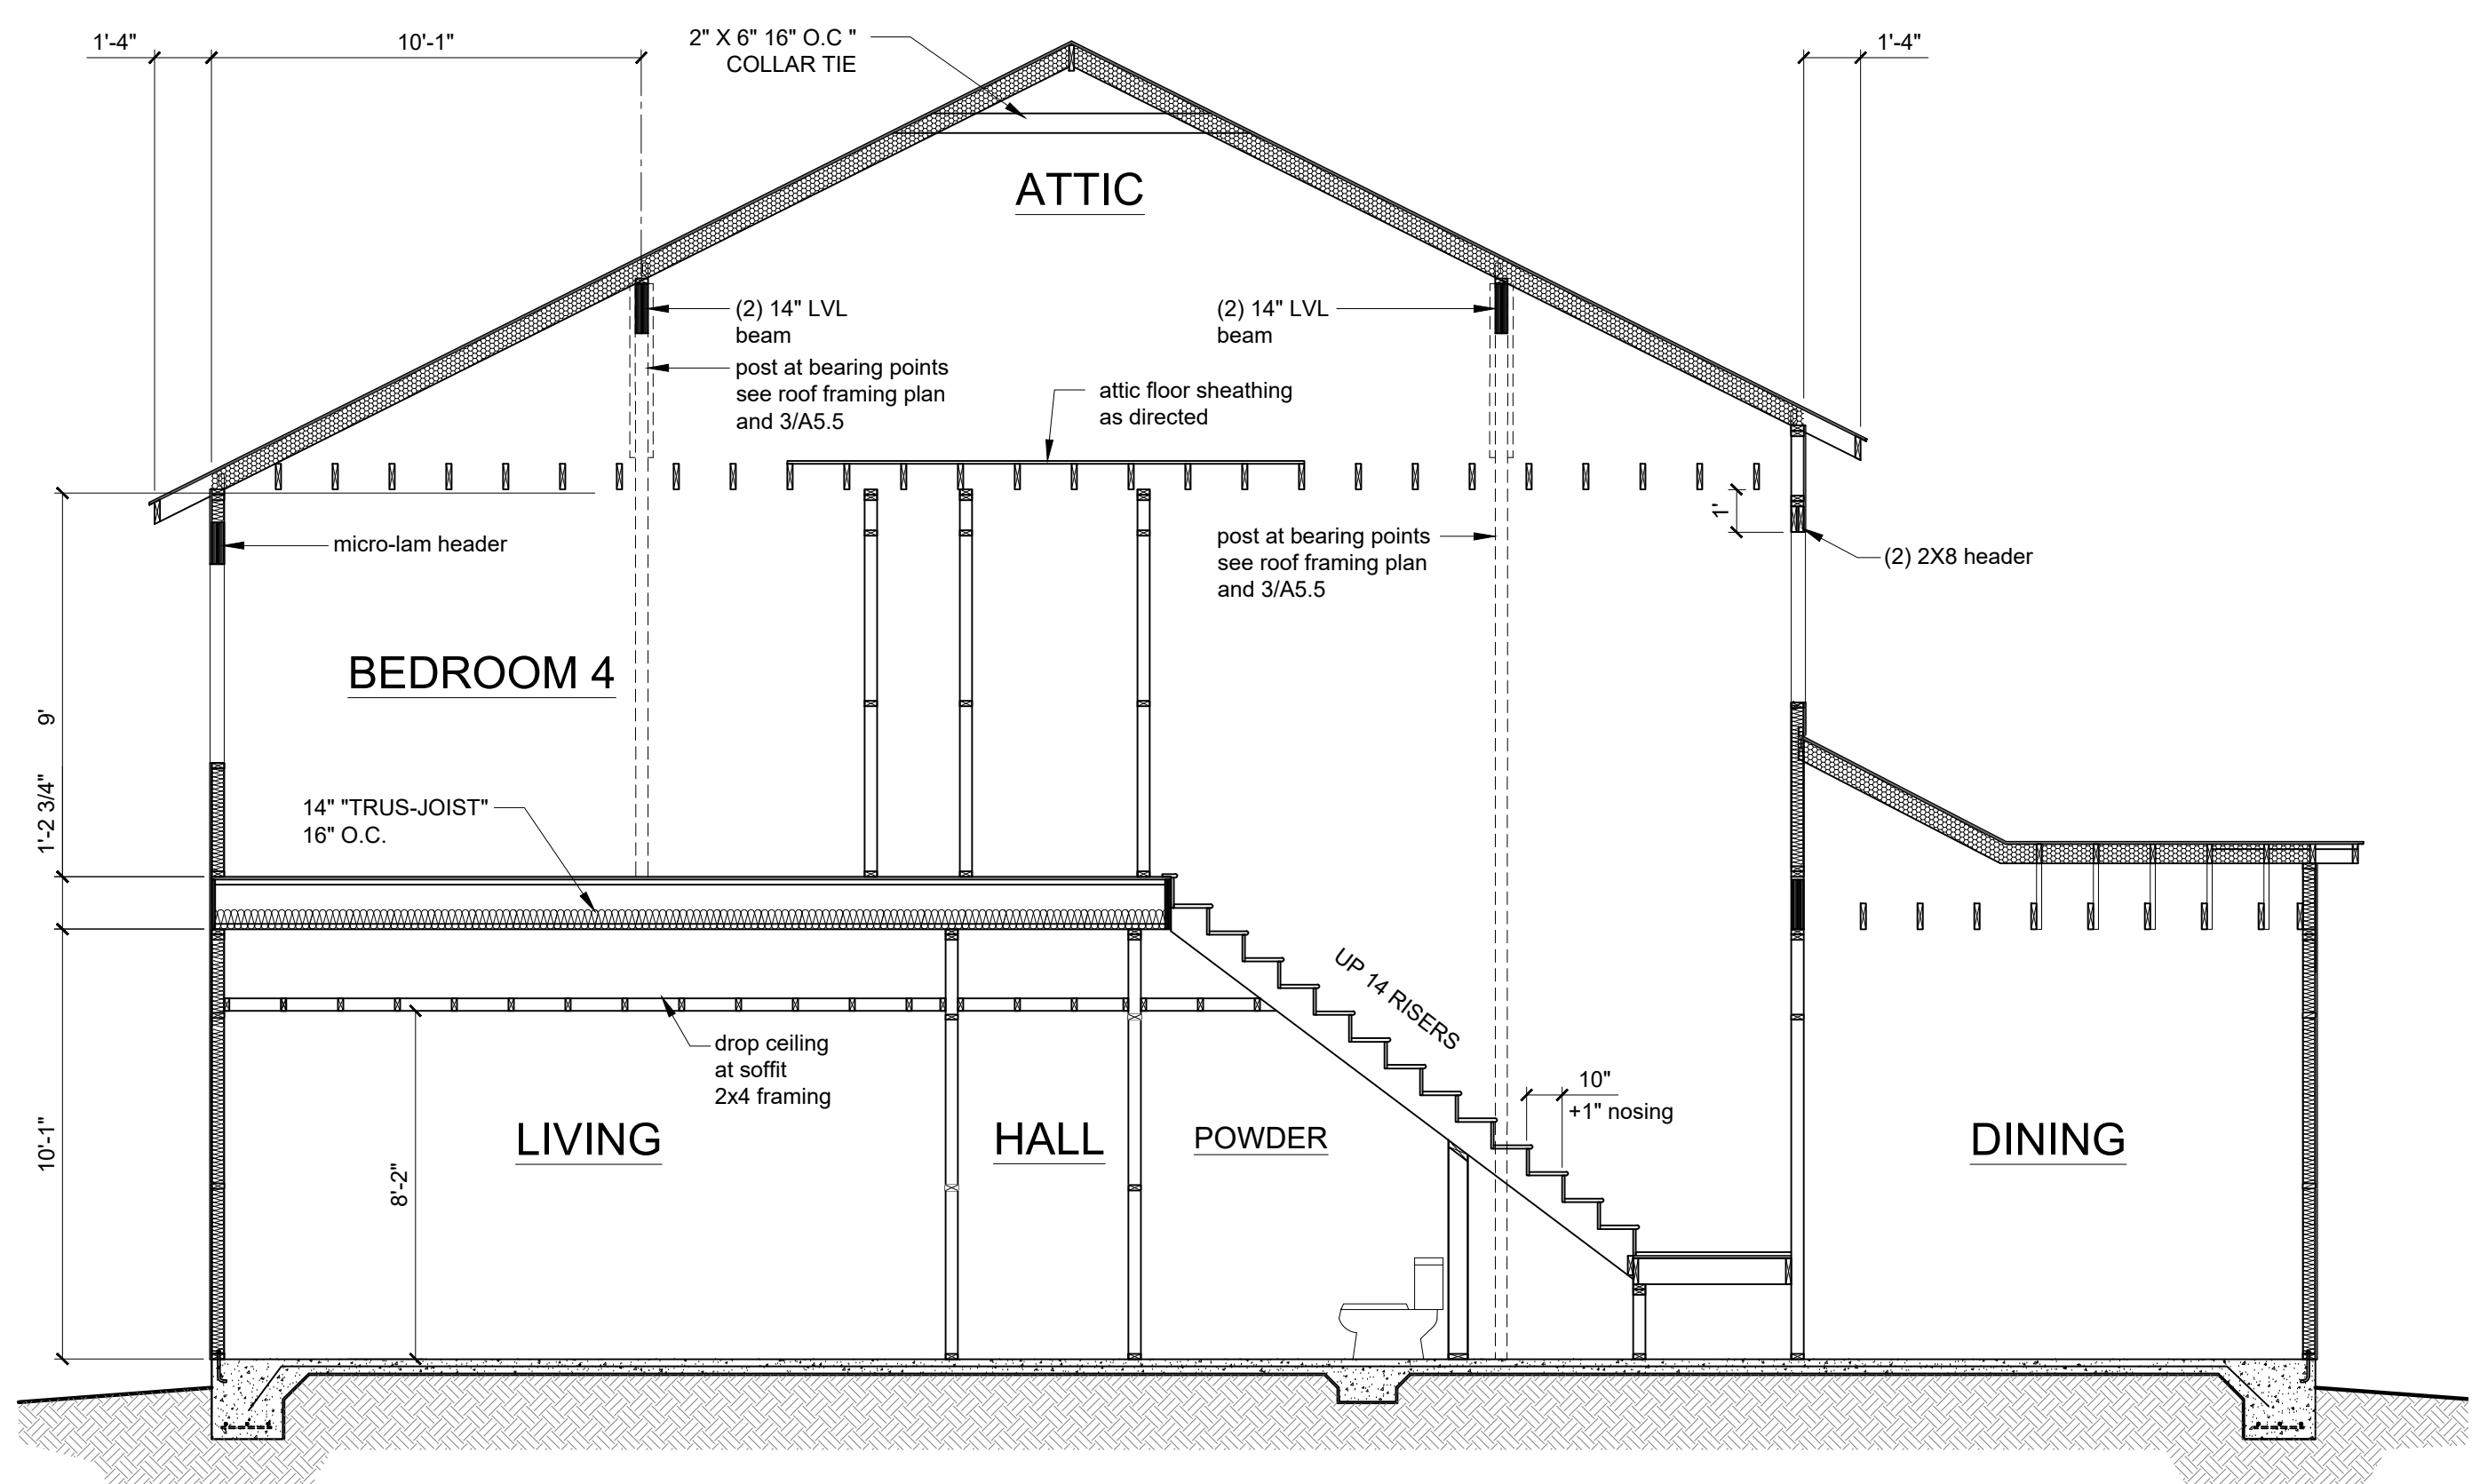 1'-4"
10'-1"
2" X 6" 16" O.C "
COLLAR TIE
1'-4"
ATTIC
(2) 14" LVL
beam
(2) 14" LVL
beam
post at bearing points
see roof framing plan
and 3/A5.5
attic floor sheathing
as directed
micro-lam header
1'
post at bearing points
see roof framing plan
and 3/A5.5
(2) 2X8 header
BEDROOM 4
9'
1'-2 3/4"
14" "TRUS-JOIST"
16" O.C.
UP 14 RISERS
drop ceiling
at soffit
2x4 framing
10"
+1" nosing
10'-1"
8'-2"
LIVING
HALL
POWDER
DINING